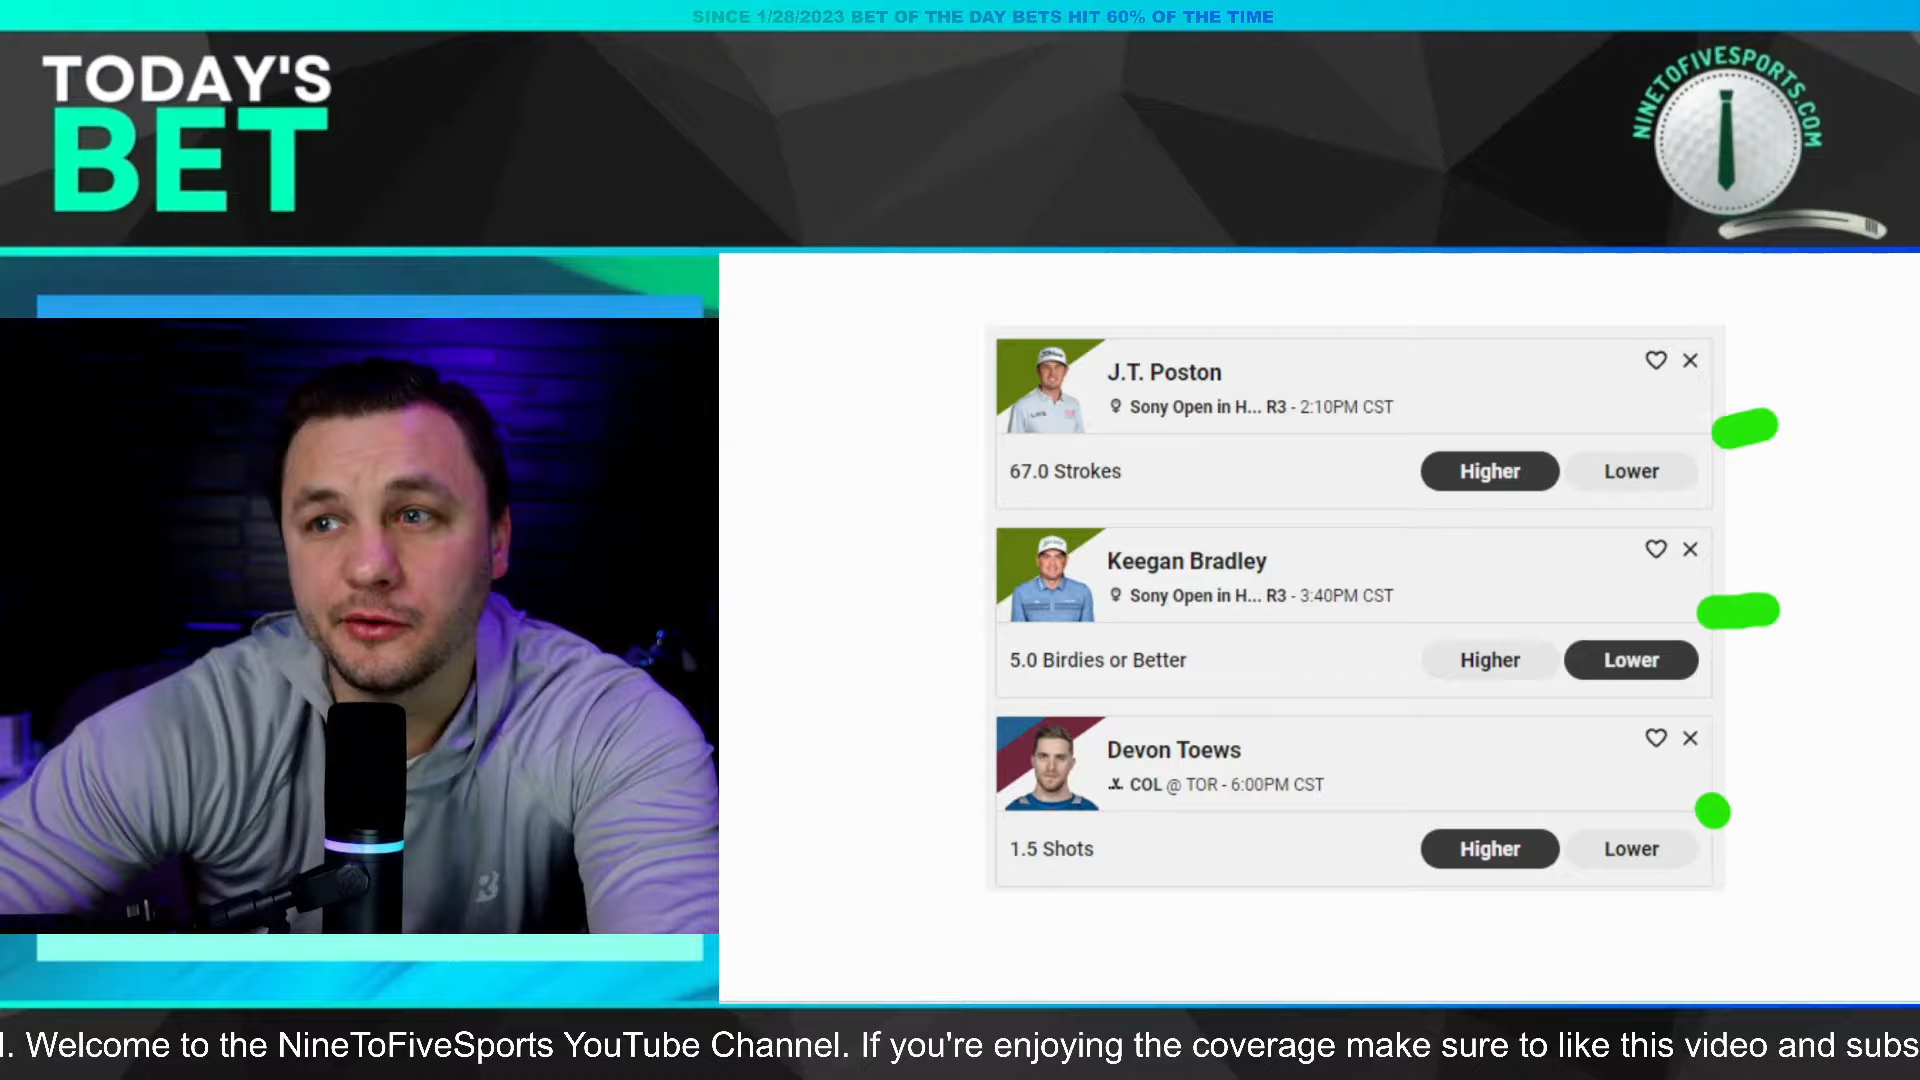 SINCE 1/28/2023 BET OF THE DAY BETS HIT 60% OF THE TIME
TODAY'S
BET
NINETOFIVESPORTS.COM
J.T. Poston
Sony Open in H... R3 - 2:10PM CST
67.0 Strokes
Higher
Lower
Keegan Bradley
Sony Open in H... R3 - 3:40PM CST
5.0 Birdies or Better
Higher
Lower
Devon Toews
COL @ TOR - 6:00PM CST
1.5 Shots
Higher
Lower
. Welcome to the NineToFiveSports YouTube Channel. If you're enjoying the coverage make sure to like this video and subs